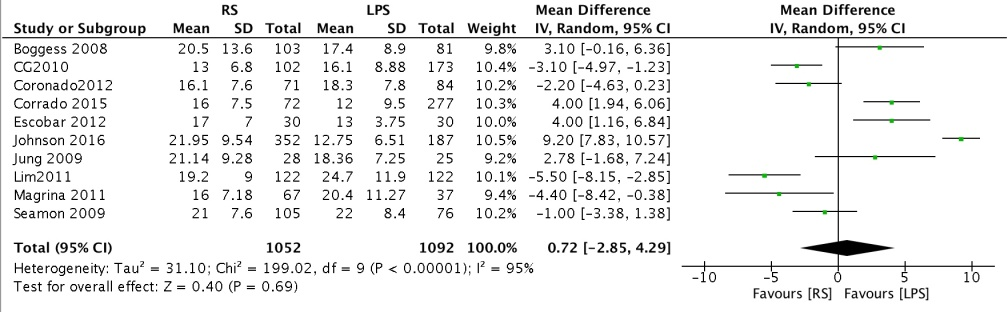 RS LPS Mean Difference Mean Difference
Study or Subgroup Mean SD Total Mean SD Total Weight IV, Random, 95% CI IV, Random, 95% CI
Boggess 2008 20.5 13.6 103 17.4 8.9 81 9.8% 3.10 [-0.16, 6.36]
CG2010 13 6.8 102 16.1 8.88 173 10.4% -3.10 [-4.97, -1.23]
Coronado2012 16.1 7.6 71 18.3 7.8 84 10.2% -2.20 [-4.63, 0.23]
Corrado 2015 16 7.5 72 12 9.5 277 10.3% 4.00 [1.94, 6.06]
Escobar 2012 17 7 30 13 3.75 30 10.0% 4.00 [1.16, 6.84]
Johnson 2016 21.95 9.54 352 12.75 6.51 187 10.5% 9.20 [7.83, 10.57]
Jung 2009 21.14 9.28 28 18.36 7.25 25 9.2% 2.78 [-1.68, 7.24]
Lim2011 19.2 9 122 24.7 11.9 122 10.1% -5.50 [-8.15, -2.85]
Magrina 2011 16 7.18 67 20.4 11.27 37 9.4% -4.40 [-8.42, -0.38]
Seamon 2009 21 7.6 105 22 8.4 76 10.2% -1.00 [-3.38, 1.38]
Total (95% CI) 1052 1092 100.0% 0.72 [-2.85, 4.29]
Heterogeneity: Tau² = 31.10; Chi² = 199.02, df = 9 (P < 0.00001); I² = 95%
Test for overall effect: Z = 0.40 (P = 0.69)
-10 -5 0 5 10
Favours [RS] Favours [LPS]